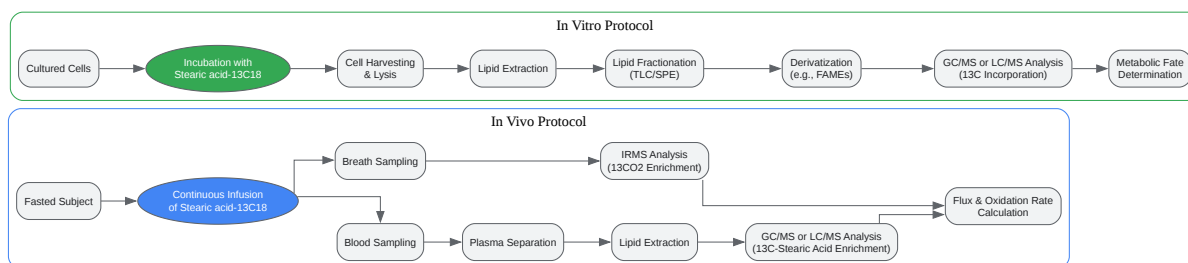 In Vitro Protocol
Cultured Cells
Incubation with
Stearic acid-13C18
Cell Harvesting
& Lysis
Lipid Extraction
Lipid Fractionation
(TLC/SPE)
Derivatization
(e.g., FAMEs)
GC/MS or LC/MS Analysis
(13C Incorporation)
Metabolic Fate
Determination
In Vivo Protocol
Fasted Subject
Continuous Infusion
of Stearic acid-13C18
Breath Sampling
IRMS Analysis
(13CO2 Enrichment)
Blood Sampling
Plasma Separation
Lipid Extraction
GC/MS or LC/MS Analysis
(13C-Stearic Acid Enrichment)
Flux & Oxidation Rate
Calculation